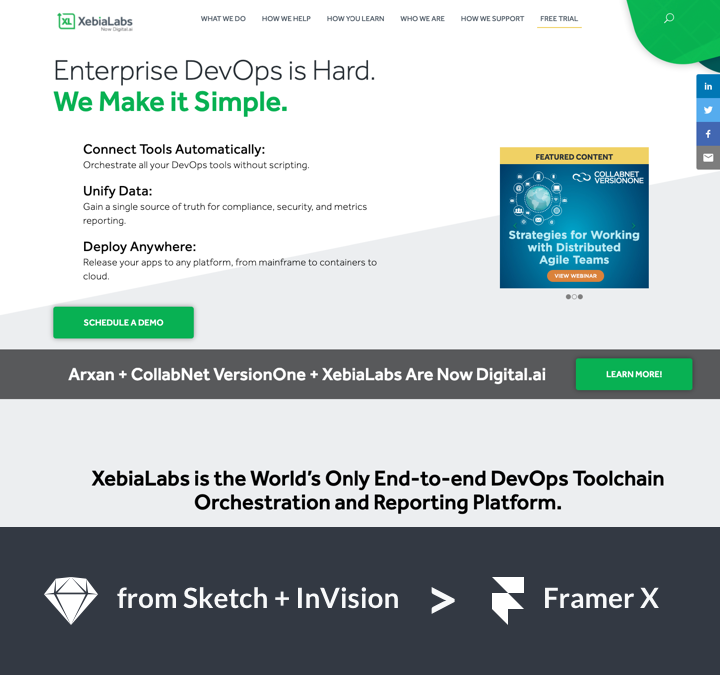 XL XebiaLabs
Now Digital.ai
WHAT WE DO HOW WE HELP HOW YOU LEARN WHO WE ARE HOW WE SUPPORT FREE TRIAL
Enterprise DevOps is Hard.
We Make it Simple.
Connect Tools Automatically:
Orchestrate all your DevOps tools without scripting.
Unify Data:
Gain a single source of truth for compliance, security, and metrics
reporting.
Deploy Anywhere:
Release your apps to any platform, from mainframe to containers to
cloud.
SCHEDULE A DEMO
in
f
FEATURED CONTENT
COLLABNET
VERSIONONE
Strategies for Working
with Distributed
Agile Teams
VIEW WEBINAR
Arxan + CollabNet VersionOne + XebiaLabs Are Now Digital.ai
LEARN MORE!
XebiaLabs is the World's Only End-to-end DevOps Toolchain
Orchestration and Reporting Platform.
from Sketch + InVision > Framer X